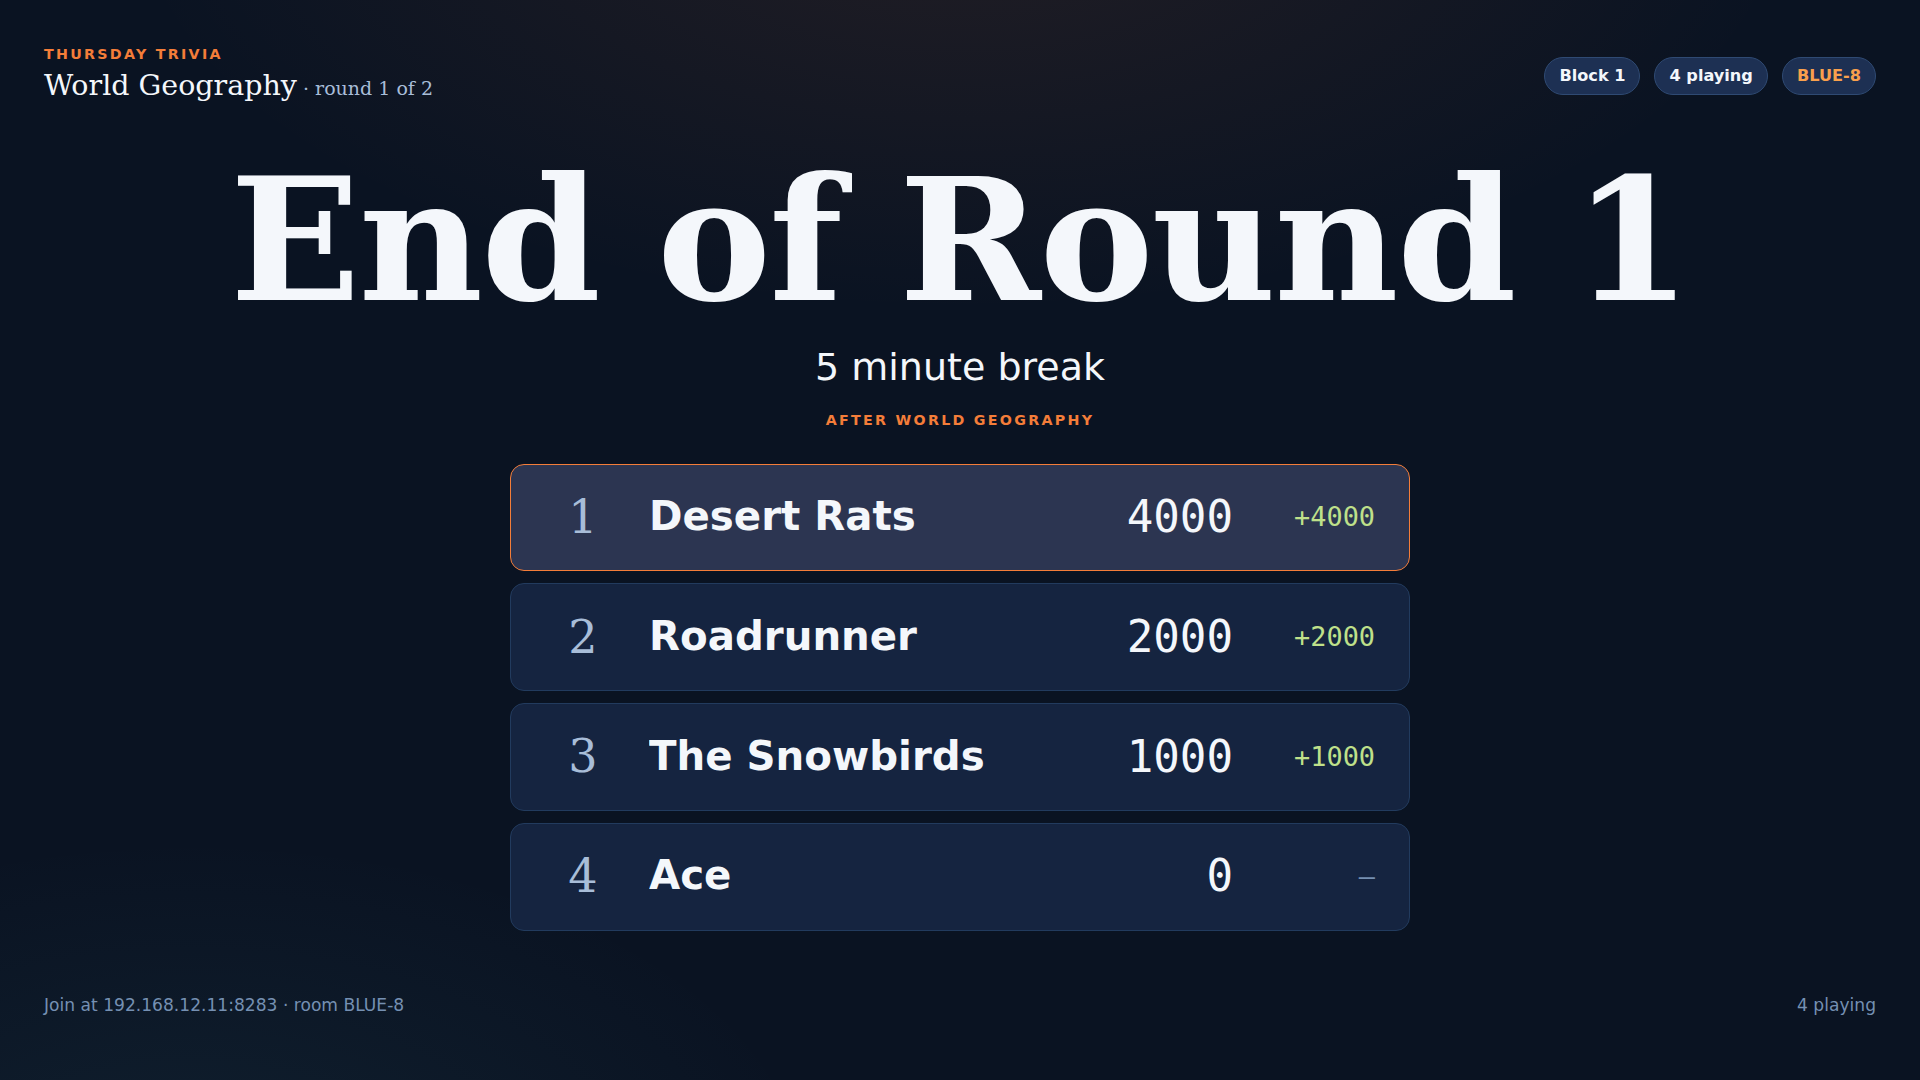 THURSDAY TRIVIA
World Geography · round 1 of 2
Block 1
4 playing
BLUE-8
End of Round 1
5 minute break
AFTER WORLD GEOGRAPHY
1 Desert Rats 4000 +4000
2 Roadrunner 2000 +2000
3 The Snowbirds 1000 +1000
4 Ace 0 –
Join at 192.168.12.11:8283 · room BLUE-8
4 playing